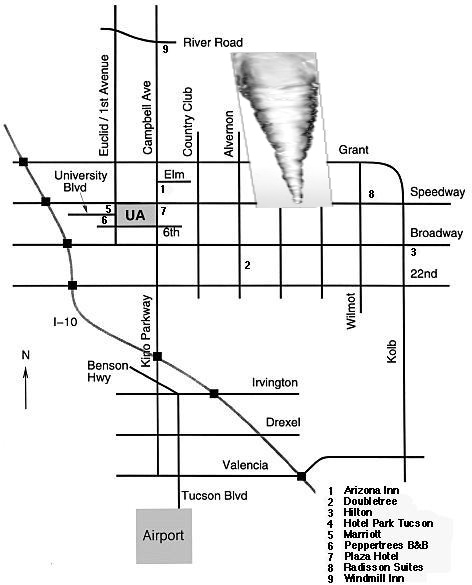 9
River Road
Euclid / 1st Avenue
Campbell Ave
Country Club
Alvernon
Grant
University
Blvd
Elm
1
8
Speedway
5
UA
7
6
6th
Broadway
2
3
22nd
I-10
Kino Parkway
Wilmot
Kolb
N
Benson
Hwy
Irvington
Drexel
Valencia
Tucson Blvd
Airport
1 Arizona Inn
2 Doubletree
3 Hilton
4 Hotel Park Tucson
5 Marriott
6 Peppertrees B&B
7 Plaza Hotel
8 Radisson Suites
9 Windmill Inn